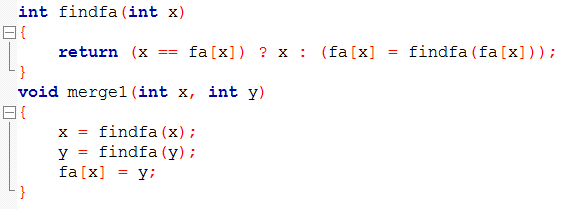 int findfa(int x)
{
    return (x == fa[x]) ? x : (fa[x] = findfa(fa[x]));
}
void merge1(int x, int y)
{
    x = findfa(x);
    y = findfa(y);
    fa[x] = y;
}